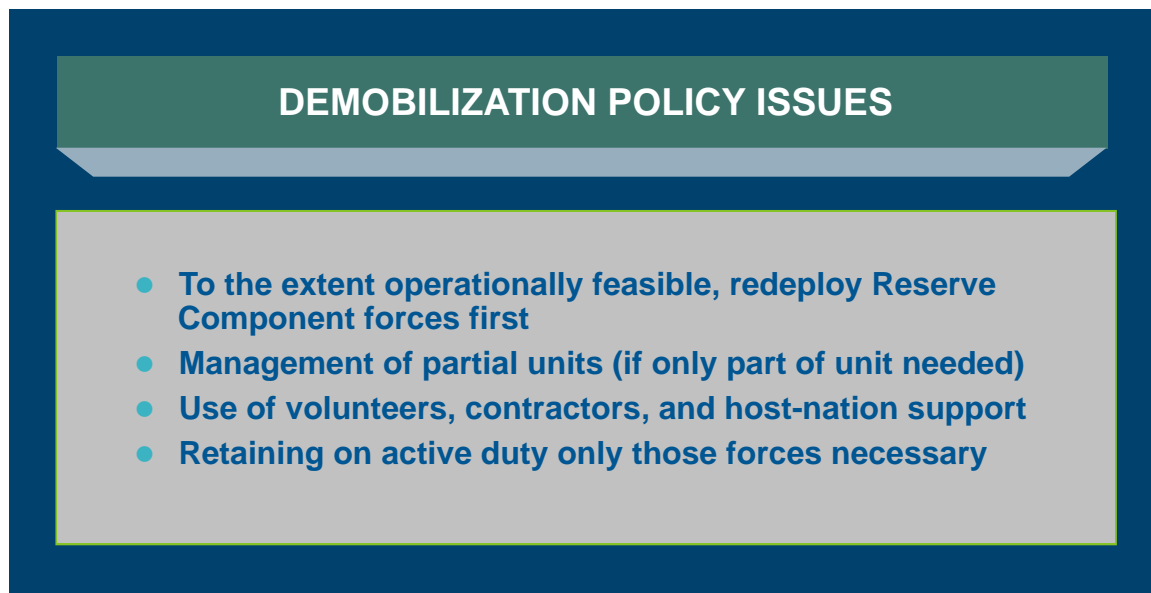 DEMOBILIZATION POLICY ISSUES
● To the extent operationally feasible, redeploy Reserve
Component forces first
● Management of partial units (if only part of unit needed)
● Use of volunteers, contractors, and host-nation support
● Retaining on active duty only those forces necessary